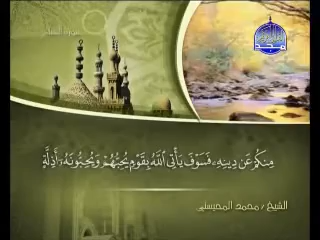 مِنكُمْ عَن دِينِهِۦ فَسَوْفَ يَأْتِى ٱللَّهُ بِقَوْمٍ يُحِبُّهُمْ وَيُحِبُّونَهُۥٓ أَذِلَّةٍ
الشيخ / محمد المحيسني